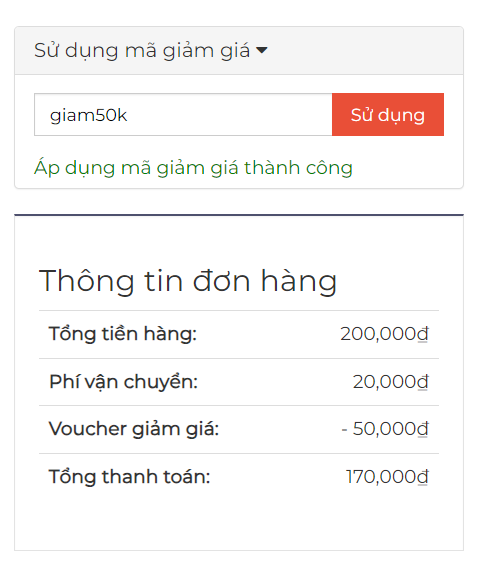 Sử dụng mã giảm giá
giam50k Sử dụng
Áp dụng mã giảm giá thành công
Thông tin đơn hàng
Tổng tiền hàng: 200,000₫
Phí vận chuyển: 20,000₫
Voucher giảm giá: - 50,000₫
Tổng thanh toán: 170,000₫